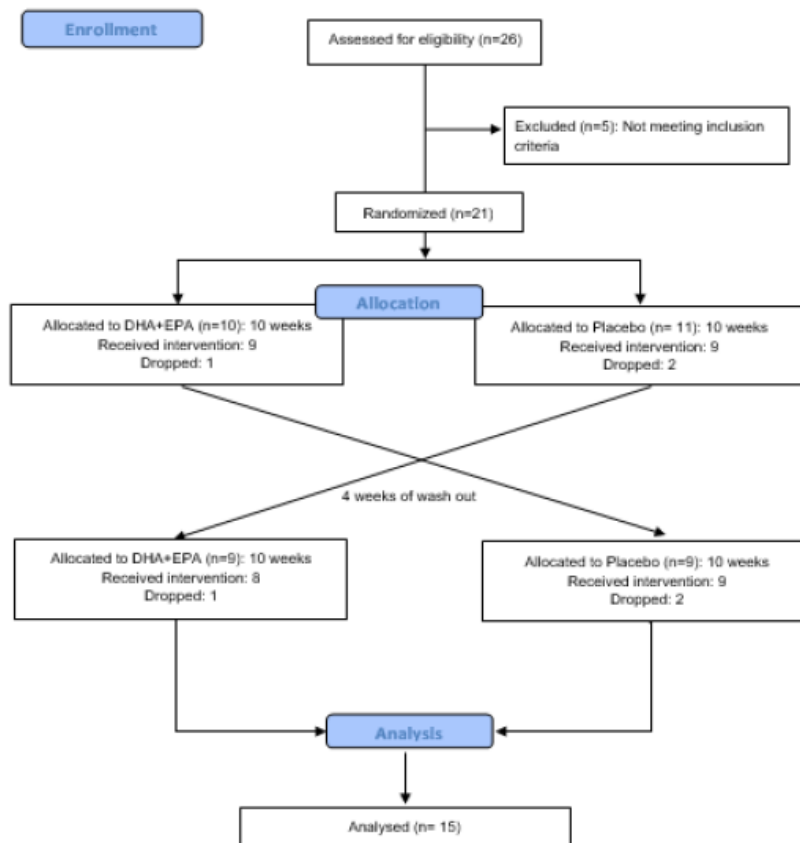 Enrollment
Assessed for eligibility (n=26)
Excluded (n=5): Not meeting inclusion
criteria
Randomized (n=21)
Allocation
Allocated to DHA+EPA (n=10): 10 weeks
Received intervention: 9
Dropped: 1
Allocated to Placebo (n= 11): 10 weeks
Received intervention: 9
Dropped: 2
4 weeks of wash out
Allocated to DHA+EPA (n=9): 10 weeks
Received intervention: 8
Dropped: 1
Allocated to Placebo (n=9): 10 weeks
Received intervention: 9
Dropped: 2
Analysis
Analysed (n= 15)